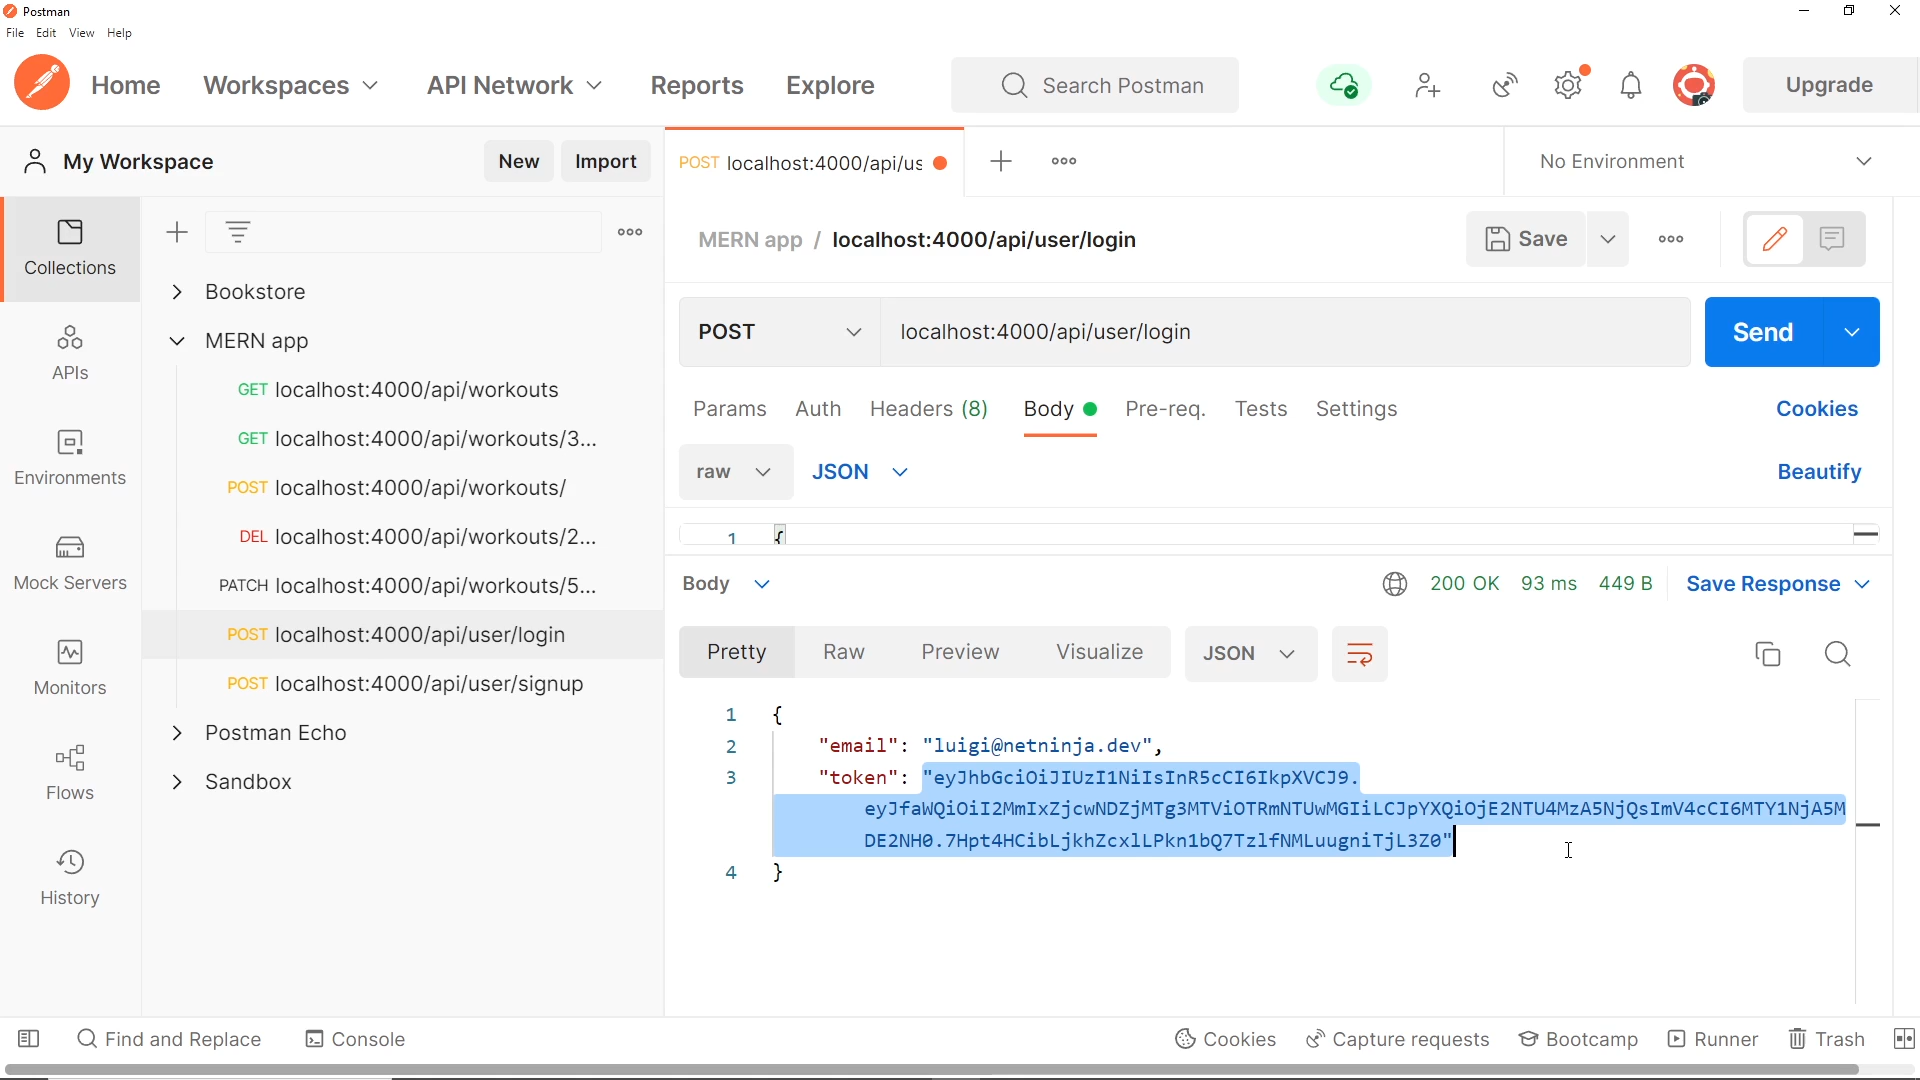 Postman
File Edit View Help
Home Workspaces API Network Reports Explore Search Postman Upgrade
My Workspace New Import POST localhost:4000/api/us No Environment
Collections
APIs
Environments
Mock Servers
Monitors
Flows
History
Bookstore
MERN app
GET localhost:4000/api/workouts
GET localhost:4000/api/workouts/3...
POST localhost:4000/api/workouts/
DEL localhost:4000/api/workouts/2...
PATCH localhost:4000/api/workouts/5...
POST localhost:4000/api/user/login
POST localhost:4000/api/user/signup
Postman Echo
Sandbox
MERN app / localhost:4000/api/user/login Save
POST localhost:4000/api/user/login Send
Params Auth Headers (8) Body Pre-req. Tests Settings Cookies
raw JSON Beautify
1 {
Body 200 OK 93 ms 449 B Save Response
Pretty Raw Preview Visualize JSON
1 {
2 "email": "luigi@netninja.dev",
3 "token": "eyJhbGciOiJIUzI1NiIsInR5cCI6IkpXVCJ9.
eyJfaWQiOiI2MmIxZjcwNDZjMTg3MTViOTRmNTUwMGIiLCJpYXQiOjE2NTU4MzA5NjQsImV4cCI6MTY1NjA5M
DE2NH0.7Hpt4HCibLjkhZcxlLPkn1bQ7TzlfNMLuugniTjL3Z0"
4 }
Find and Replace Console Cookies Capture requests Bootcamp Runner Trash